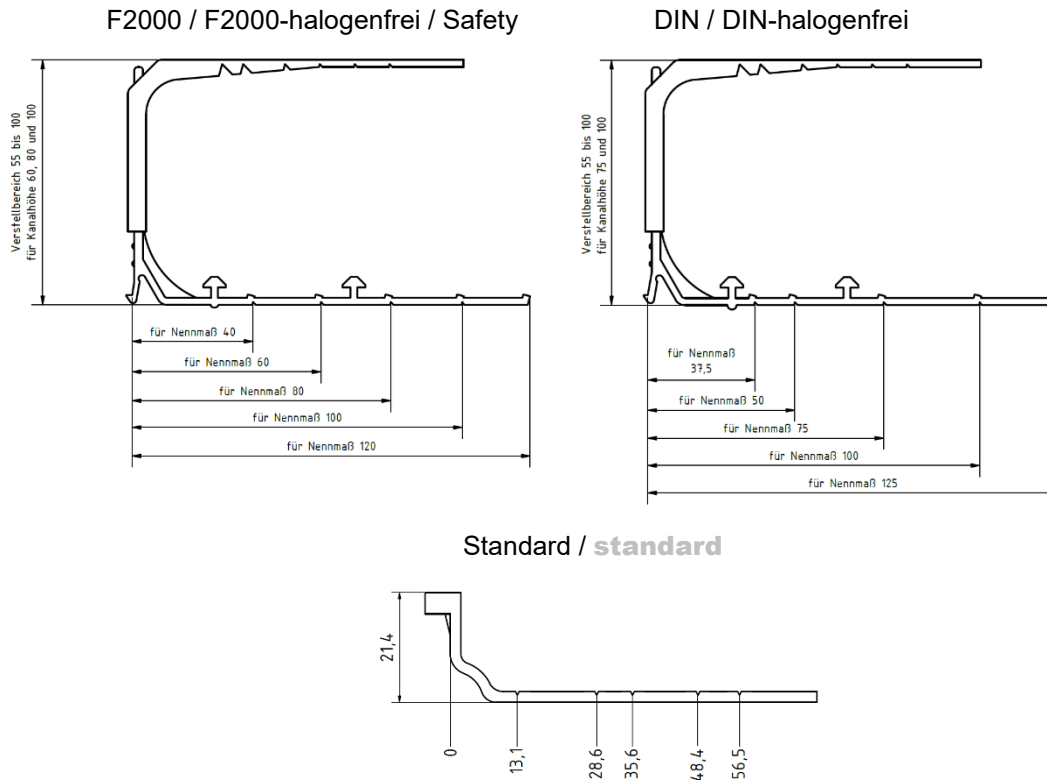 F2000 / F2000-halogenfrei / Safety
DIN / DIN-halogenfrei
Verstellbereich 55 bis 100
für Kanalhöhe 60, 80 und 100
für Nennmaß 40
für Nennmaß 60
für Nennmaß 80
für Nennmaß 100
für Nennmaß 120
Verstellbereich 55 bis 100
für Kanalhöhe 75 und 100
für Nennmaß
37,5
für Nennmaß 50
für Nennmaß 75
für Nennmaß 100
für Nennmaß 125
Standard / standard
21,4
0
13,1
28,6
35,6
48,4
56,5